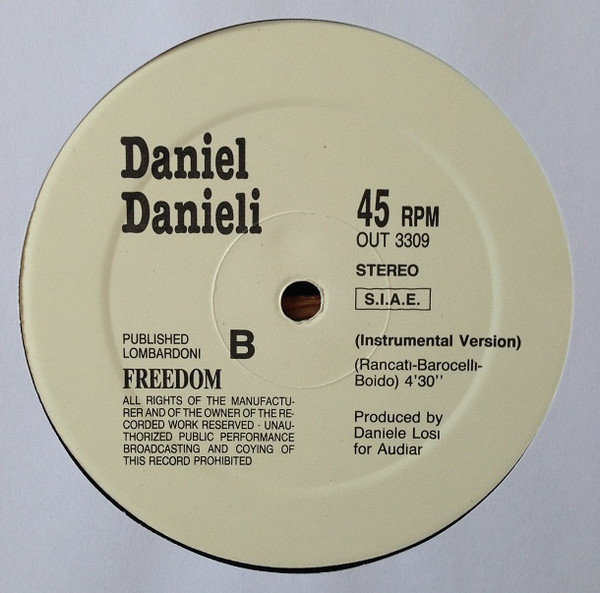 Daniel
Danieli
45 RPM
OUT 3309
STEREO
S.I.A.E.
PUBLISHED
LOMBARDONI
B
FREEDOM
ALL RIGHTS OF THE MANUFACTU-
RER AND OF THE OWNER OF THE RE-
CORDED WORK RESERVED - UNAU-
THORIZED PUBLIC PERFORMANCE
BROADCASTING AND COYING OF
THIS RECORD PROHIBITED
(Instrumental Version)
(Rancati-Barocelli-
Boido) 4'30''
Produced by
Daniele Losi
for Audiar